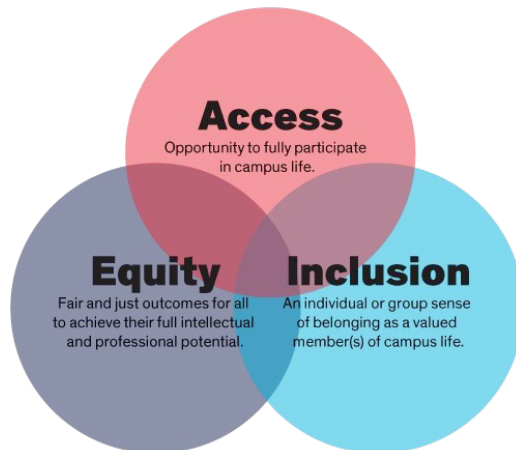 Access
Opportunity to fully participate
in campus life.
Equity
Fair and just outcomes for all
to achieve their full intellectual
and professional potential.
Inclusion
An individual or group sense
of belonging as a valued
member(s) of campus life.